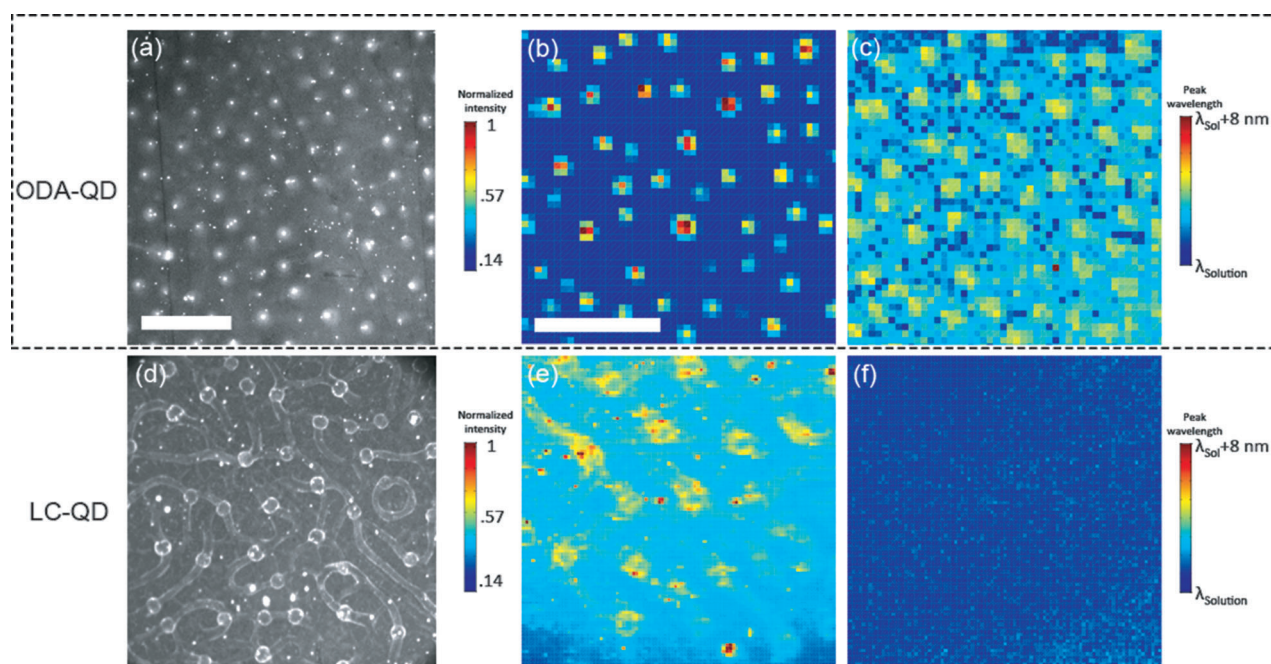 (a)
(b)
(c)
ODA-QD
Normalized
intensity
1
.57
.14
Peak
wavelength
λSol+8 nm
λSolution
(d)
(e)
(f)
LC-QD
Normalized
intensity
1
.57
.14
Peak
wavelength
λSol+8 nm
λSolution